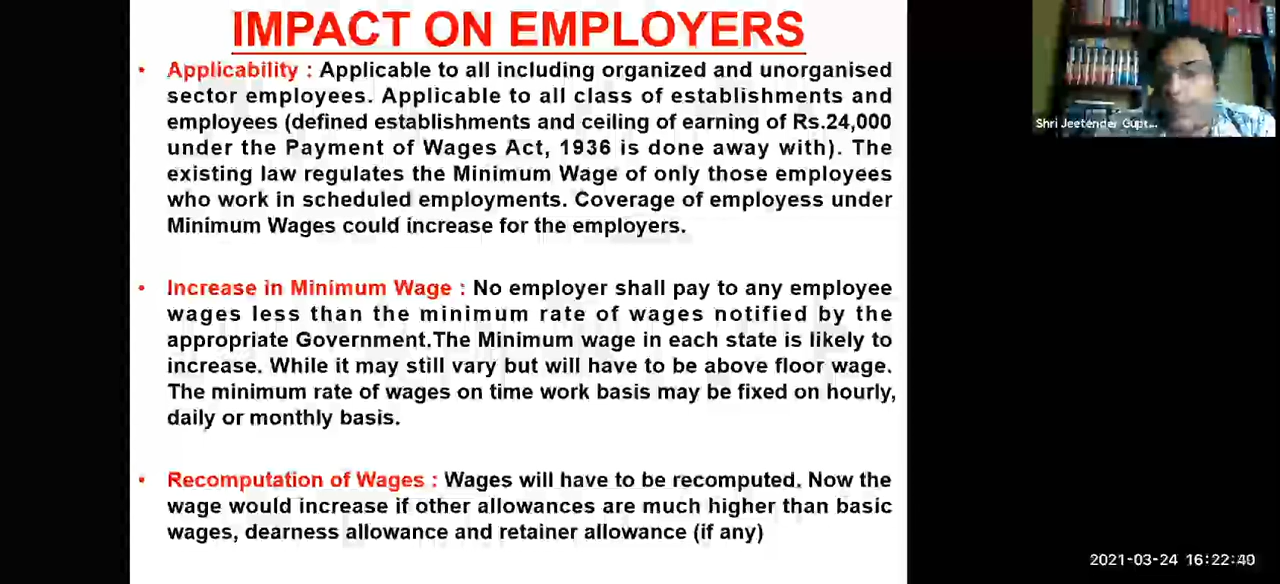 IMPACT ON EMPLOYERS
• Applicability : Applicable to all including organized and unorganised
sector employees. Applicable to all class of establishments and
employees (defined establishments and ceiling of earning of Rs.24,000
under the Payment of Wages Act, 1936 is done away with). The
existing law regulates the Minimum Wage of only those employees
who work in scheduled employments. Coverage of employess under
Minimum Wages could increase for the employers.
• Increase in Minimum Wage : No employer shall pay to any employee
wages less than the minimum rate of wages notified by the
appropriate Government.The Minimum wage in each state is likely to
increase. While it may still vary but will have to be above floor wage.
The minimum rate of wages on time work basis may be fixed on hourly,
daily or monthly basis.
• Recomputation of Wages : Wages will have to be recomputed. Now the
wage would increase if other allowances are much higher than basic
wages, dearness allowance and retainer allowance (if any)
Shri Jeetender Gupt...
2021-03-24 16:22:40